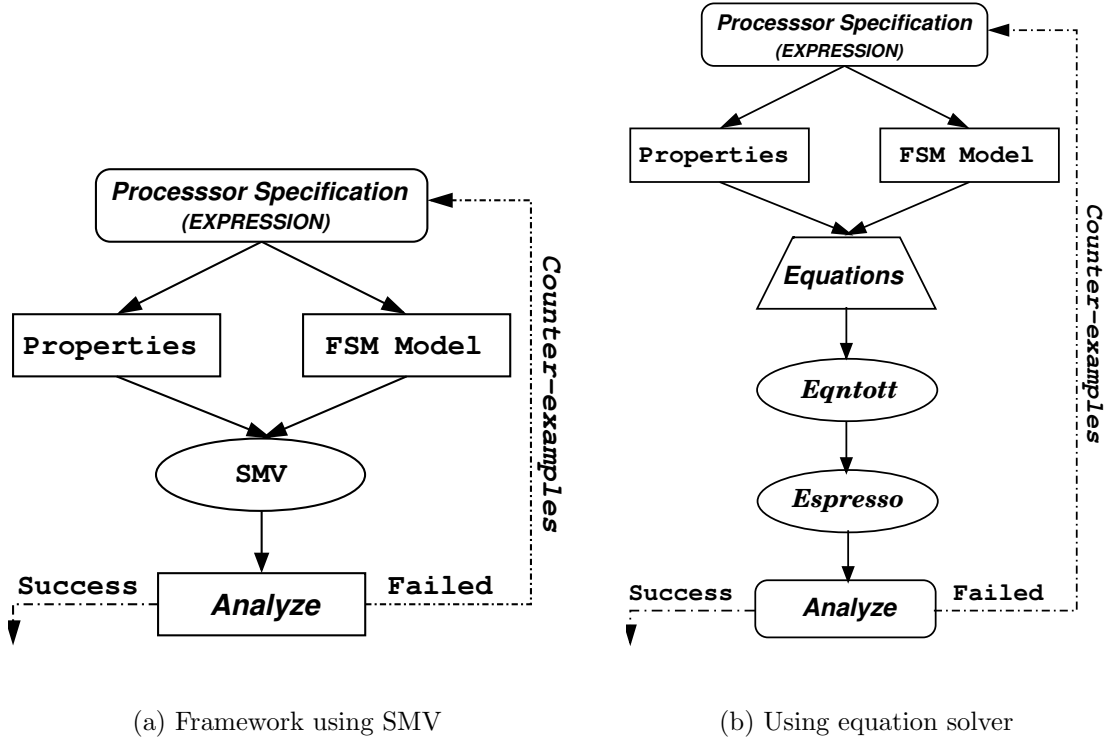 Processsor Specification
(EXPRESSION)
Properties
FSM Model
SMV
Analyze
Success
Failed
Counter-examples
(a) Framework using SMV
Processsor Specification
(EXPRESSION)
Properties
FSM Model
Equations
Eqntott
Espresso
Analyze
Success
Failed
Counter-examples
(b) Using equation solver